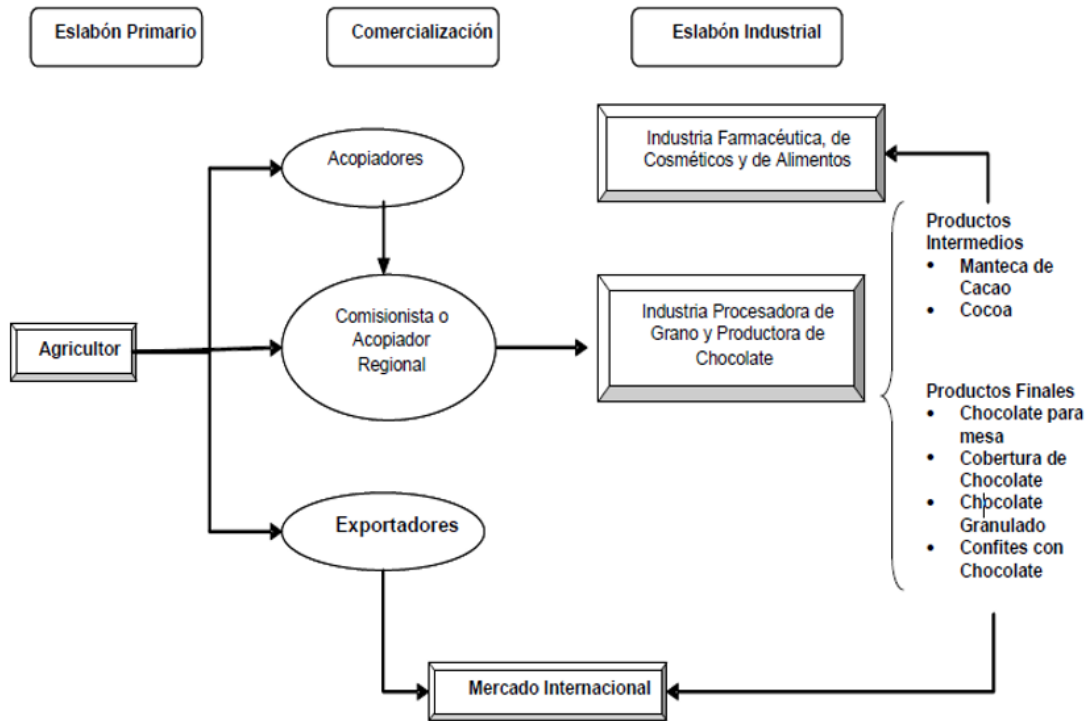 Eslabón Primario
Comercialización
Eslabón Industrial
Acopiadores
Industria Farmacéutica, de
Cosméticos y de Alimentos
Productos
Intermedios
• Manteca de
Cacao
• Cocoa
Agricultor
Comisionista o
Acopiador
Regional
Industria Procesadora de
Grano y Productora de
Chocolate
Productos Finales
• Chocolate para
mesa
• Cobertura de
Chocolate
• Chocolate
Granulado
• Confites con
Chocolate
Exportadores
Mercado Internacional